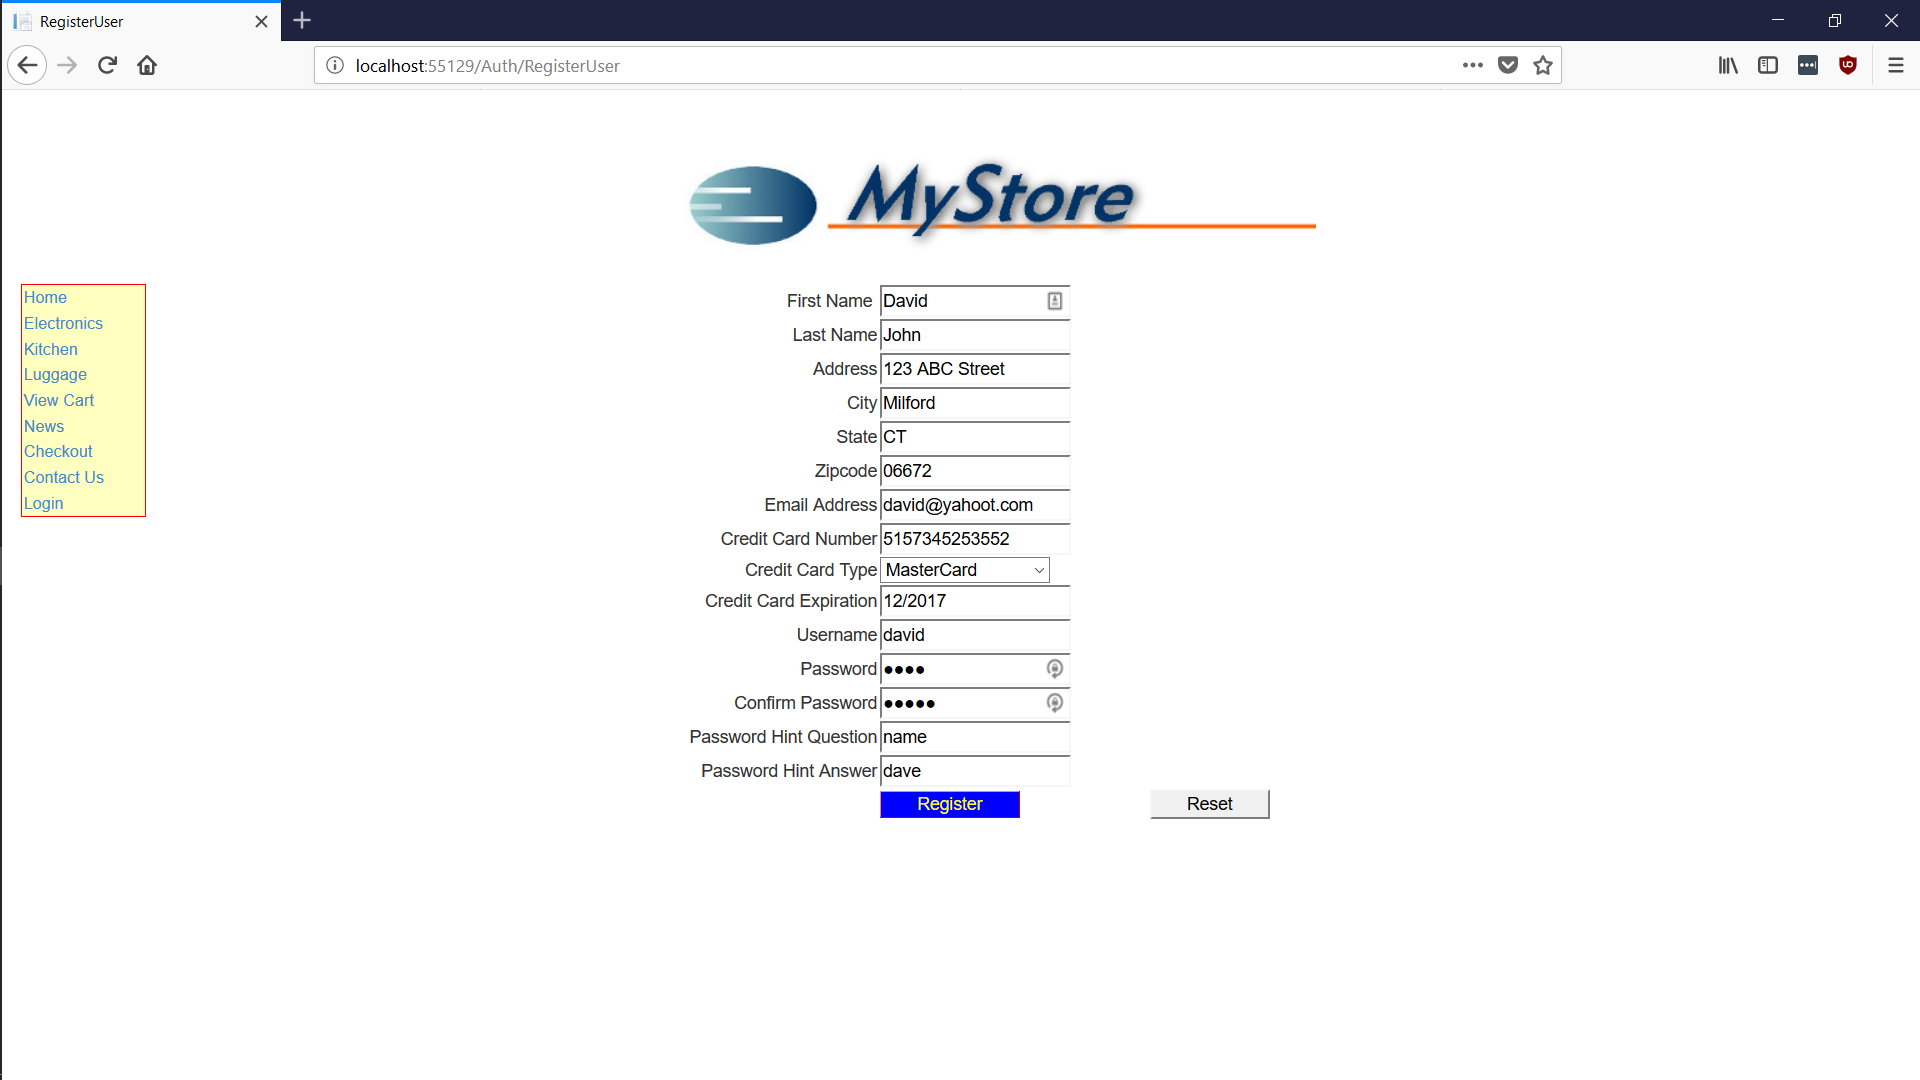 RegisterUser
localhost:55129/Auth/RegisterUser
MyStore
Home
Electronics
Kitchen
Luggage
View Cart
News
Checkout
Contact Us
Login
First Name David
Last Name John
Address 123 ABC Street
City Milford
State CT
Zipcode 06672
Email Address david@yahoot.com
Credit Card Number 5157345253552
Credit Card Type MasterCard
Credit Card Expiration 12/2017
Username david
Password ●●●●
Confirm Password ●●●●●
Password Hint Question name
Password Hint Answer dave
Register Reset